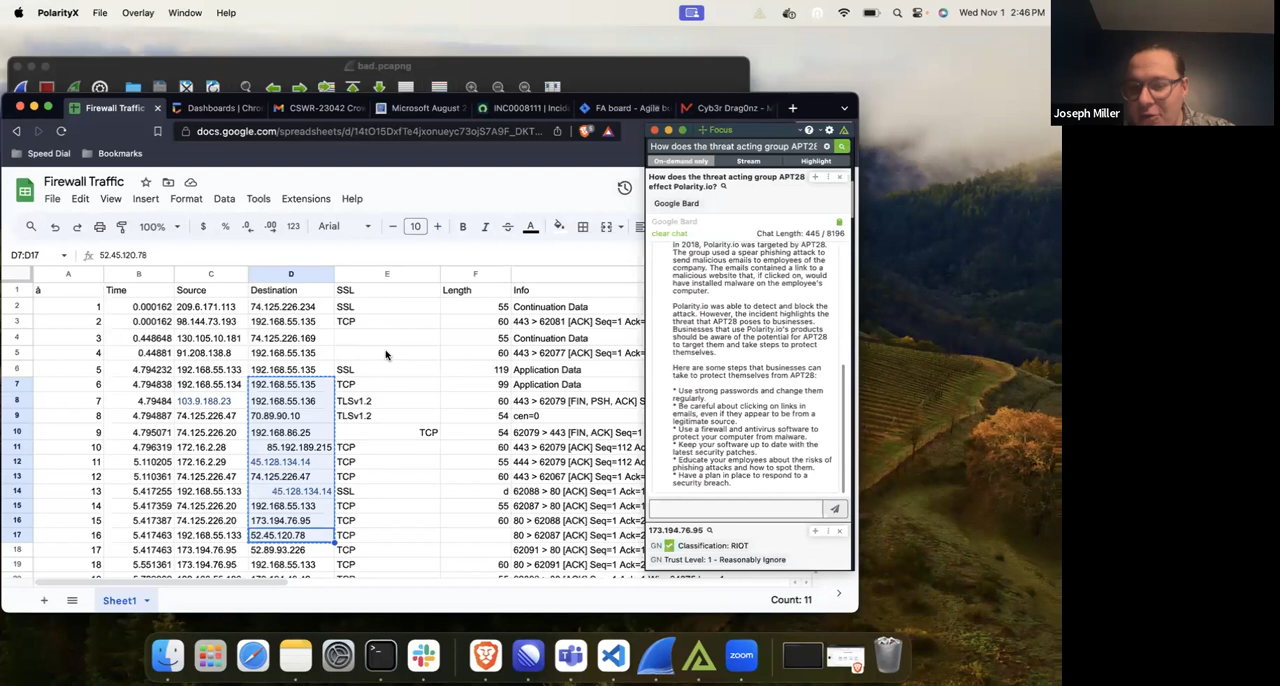 PolarityX File Overlay Window Help
Wed Nov 1 2:46 PM
bad.pcapng
Firewall Traffic
Dashboards | Chro
CSWR-23042 Crow
Microsoft August 2
INC0008111 | Incid
FA board - Agile bo
Cyb3r Drag0nz - M
docs.google.com/spreadsheets/d/14tO15DxfTe4jxonueyc73ojS7A9F_DKT...
Speed Dial Bookmarks
Firewall Traffic
File Edit View Insert Format Data Tools Extensions Help
100% $ % .0 .00 123 Arial 10 B I S A
D7:D17 fx 52.45.120.78
A B C D E F
1 â Time Source Destination SSL Length Info
2 1 0.000162 209.6.171.113 74.125.226.234 SSL 55 Continuation Data
3 2 0.000162 98.144.73.193 192.168.55.135 TCP 60 443 > 62081 [ACK] Seq=1 Ack=1
4 3 0.448648 130.105.10.181 74.125.226.169 55 Continuation Data
5 4 0.44881 91.208.138.8 192.168.55.135 60 443 > 62077 [ACK] Seq=1 Ack=1
6 5 4.794232 192.168.55.133 192.168.55.135 SSL 119 Application Data
7 6 4.794838 192.168.55.134 192.168.55.135 TCP 99 Application Data
8 7 4.79484 103.9.188.23 192.168.55.136 TLSv1.2 60 443 > 62079 [FIN, PSH, ACK] S
9 8 4.794887 74.125.226.47 70.89.90.10 TLSv1.2 54 cen=0
10 9 4.795071 74.125.226.20 192.168.86.25 TCP 54 62079 > 443 [FIN, ACK] Seq=1
11 10 4.796319 172.16.2.28 85.192.189.215 TCP 60 443 > 62079 [ACK] Seq=112 Ac
12 11 5.110205 172.16.2.29 45.128.134.14 TCP 55 444 > 62079 [ACK] Seq=112 Ac
13 12 5.110361 74.125.226.47 74.125.226.47 TCP 60 443 > 62067 [ACK] Seq=1 Ack=
14 13 5.417255 192.168.55.133 45.128.134.14 SSL d 62088 > 80 [ACK] Seq=1 Ack=1
15 14 5.417359 74.125.226.20 192.168.55.133 TCP 55 62087 > 80 [ACK] Seq=1 Ack=1
16 15 5.417387 74.125.226.20 173.194.76.95 TCP 60 80 > 62088 [ACK] Seq=1 Ack=2
17 16 5.417463 192.168.55.133 52.45.120.78 TCP 80 > 62087 [ACK] Seq=1 Ack=2
18 17 5.417463 173.194.76.95 52.89.93.226 TCP 62091 > 80 [ACK] Seq=1 Ack=1
19 18 5.551361 173.194.76.95 192.168.55.133 TCP 60 80 > 62091 [ACK] Seq=1 Ack=2
Sheet1
Count: 11
Focus
How does the threat acting group APT28
On-demand only Stream Highlight
How does the threat acting group APT28
effect Polarity.io?
Google Bard
Google Bard
clear chat Chat Length: 445 / 8196
In 2018, Polarity.io was targeted by APT28.
The group used a spear phishing attack to
send malicious emails to employees of the
company. The emails contained a link to a
malicious website that, if clicked on, would
have installed malware on the employee's
computer.
Polarity.io was able to detect and block the
attack. However, the incident highlights the
threat that APT28 poses to businesses.
Businesses that use Polarity.io's products
should be aware of the potential for APT28
to target them and take steps to protect
themselves.
Here are some steps that businesses can
take to protect themselves from APT28:
* Use strong passwords and change them
regularly.
* Be careful about clicking on links in
emails, even if they appear to be from a
legitimate source.
* Use a firewall and antivirus software to
protect your computer from malware.
* Keep your software up to date with the
latest security patches.
* Educate your employees about the risks of
phishing attacks and how to spot them.
* Have a plan in place to respond to a
security breach.
173.194.76.95
GN Classification: RIOT
GN Trust Level: 1 - Reasonably Ignore
Joseph Miller
zoom